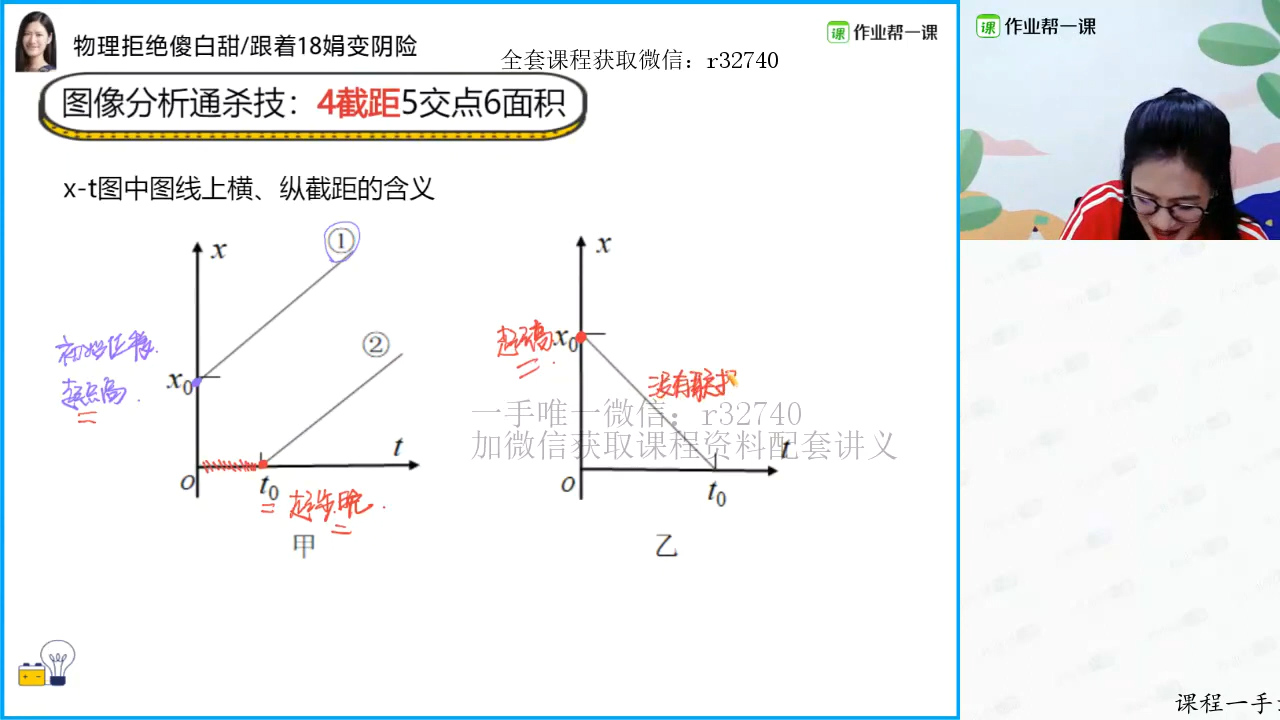 物理拒绝傻白甜/跟着18娟变阴险
全套课程获取微信：r32740
课 作业帮一课
课 作业帮一课
图像分析通杀技：4截距5交点6面积
x-t图中图线上横、纵截距的含义
x
①
②
初始位置
起点高
x₀
o
t₀
t
起步晚
甲
x
起点高
x₀
没有
一手唯一微信：r32740
加微信获取课程资料配套讲义
o
t₀
t
乙
课程一手